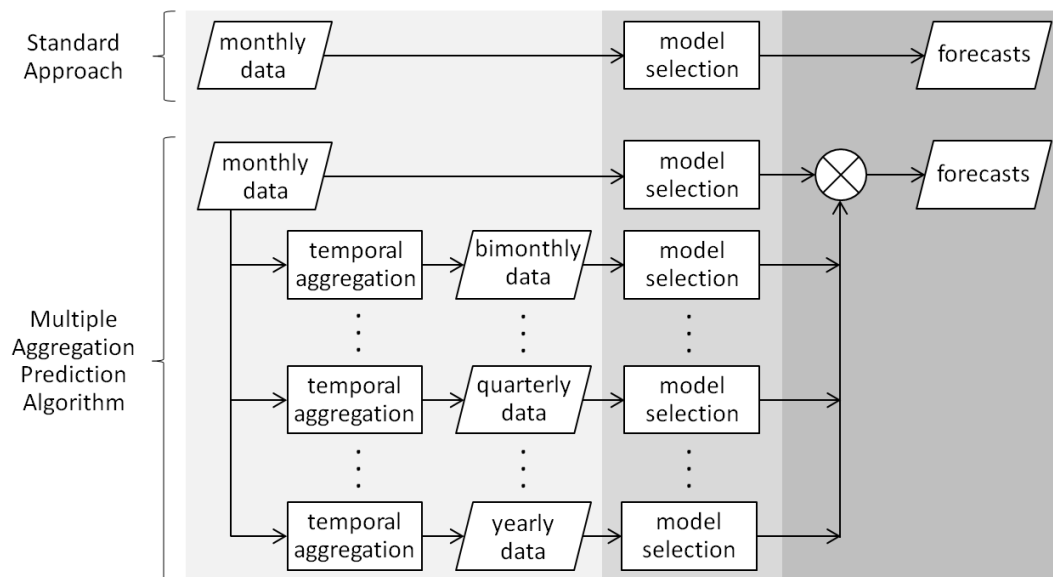 Standard
Approach
monthly
data
model
selection
forecasts
Multiple
Aggregation
Prediction
Algorithm
monthly
data
model
selection
forecasts
temporal
aggregation
bimonthly
data
model
selection
temporal
aggregation
quarterly
data
model
selection
temporal
aggregation
yearly
data
model
selection